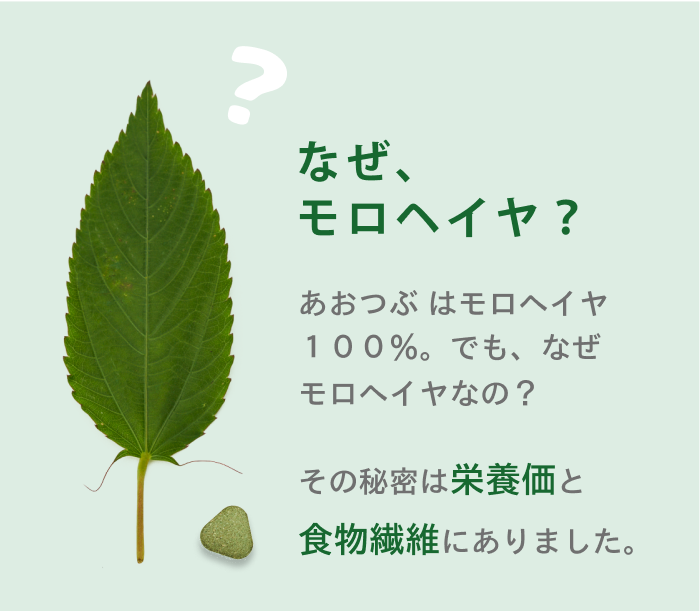 ?
なぜ、
モロヘイヤ？
あおつぶ はモロヘイヤ
１００％。でも、なぜ
モロヘイヤなの？
その秘密は栄養価と
食物繊維にありました。